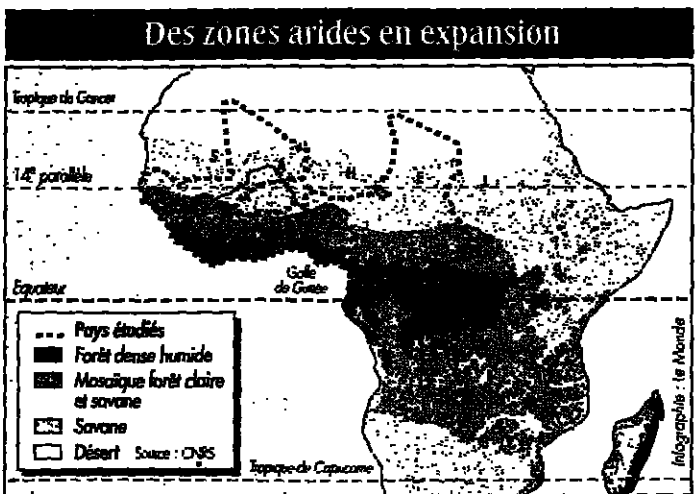 Des zones arides en expansion
Tropique du Cancer
14e parallèle
Equateur
Golfe
de Guinée
Pays étudiés
Forêt dense humide
Mosaïque forêt claire
et savane
Savane
Désert Source : CNRS
Tropique du Capricorne
Infographie : le Monde